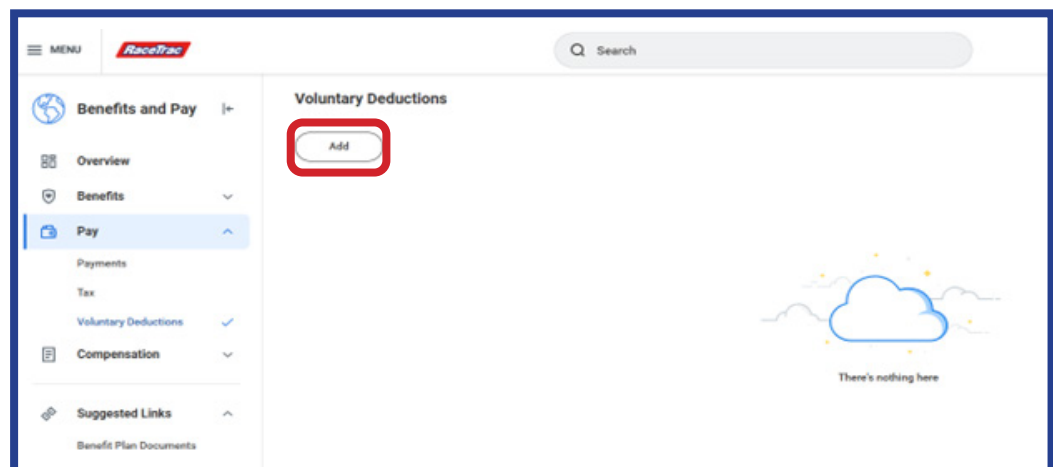 MENU
RaceTrac
Search
Benefits and Pay
Overview
Benefits
Pay
Payments
Tax
Voluntary Deductions
Compensation
Suggested Links
Benefit Plan Documents
Voluntary Deductions
Add
There's nothing here